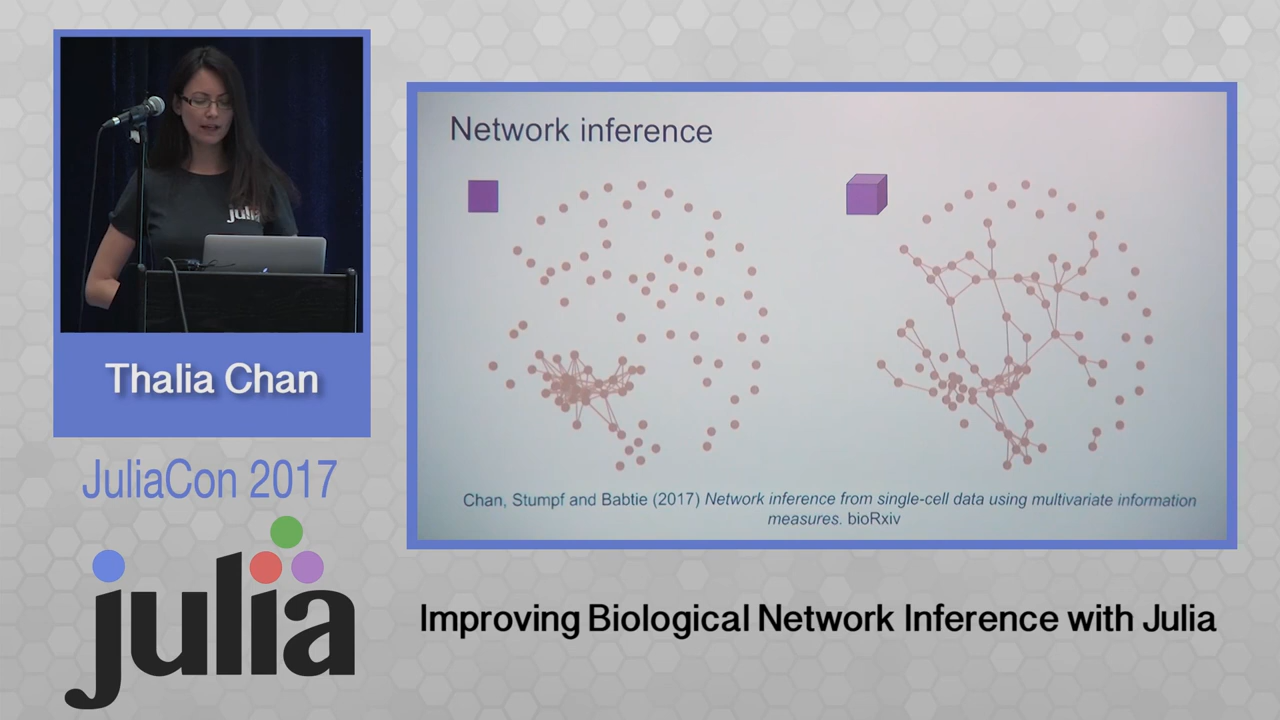 julia
Thalia Chan
JuliaCon 2017
julia
Network inference
Chan, Stumpf and Babtie (2017) Network inference from single-cell data using multivariate information
measures. bioRxiv
Improving Biological Network Inference with Julia